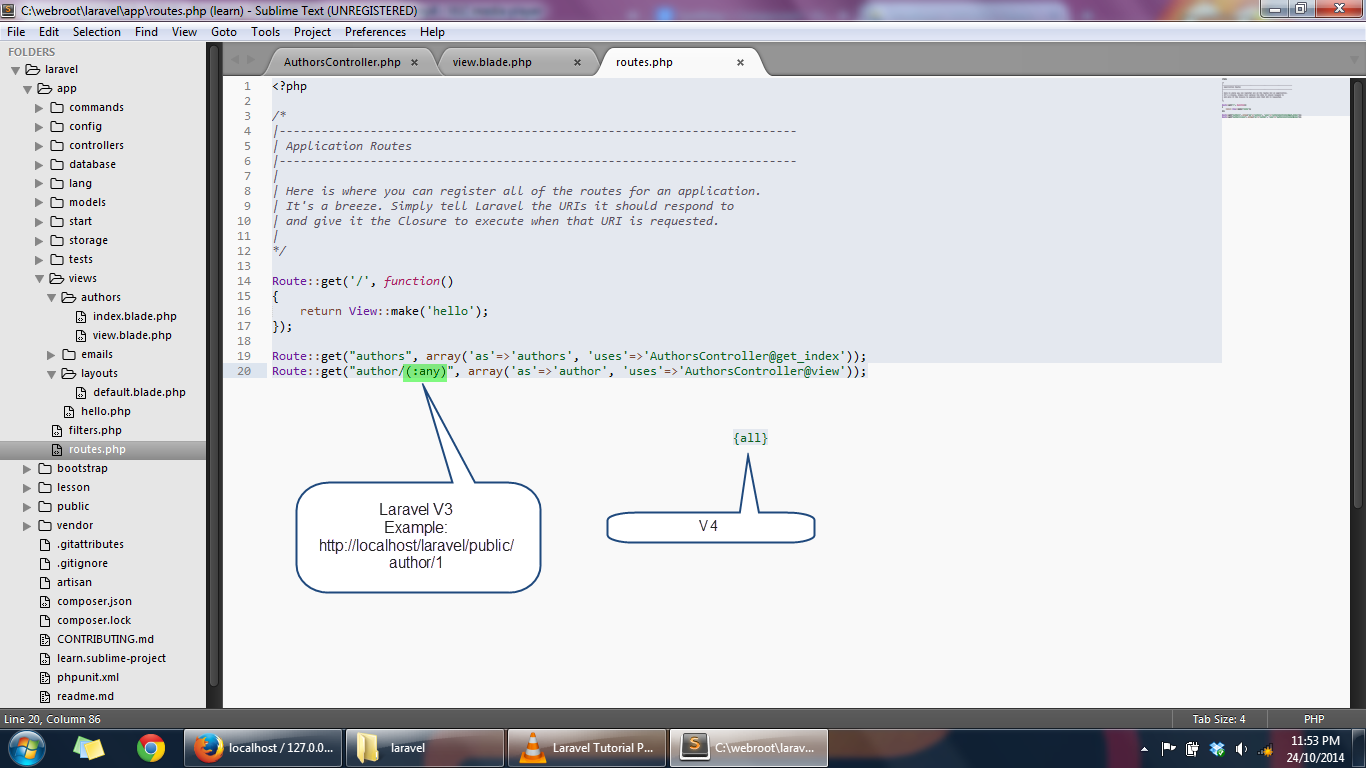 C:\webroot\laravel\app\routes.php (learn) - Sublime Text (UNREGISTERED)
File Edit Selection Find View Goto Tools Project Preferences Help
FOLDERS
laravel
app
commands
config
controllers
database
lang
models
start
storage
tests
views
authors
index.blade.php
view.blade.php
emails
layouts
default.blade.php
hello.php
filters.php
routes.php
bootstrap
lesson
public
vendor
.gitattributes
.gitignore
artisan
composer.json
composer.lock
CONTRIBUTING.md
learn.sublime-project
phpunit.xml
readme.md
AuthorsController.php × view.blade.php × routes.php ×
1 <?php
2
3 /*
4 |--------------------------------------------------------------------------
5 | Application Routes
6 |--------------------------------------------------------------------------
7 |
8 | Here is where you can register all of the routes for an application.
9 | It's a breeze. Simply tell Laravel the URIs it should respond to
10 | and give it the Closure to execute when that URI is requested.
11 |
12 */
13
14 Route::get('/', function()
15 {
16     return View::make('hello');
17 });
18
19 Route::get("authors", array('as'=>'authors', 'uses'=>'AuthorsController@get_index'));
20 Route::get("author/(:any)", array('as'=>'author', 'uses'=>'AuthorsController@view'));
{all}
Laravel V3
Example:
http://localhost/laravel/public/
author/1
V 4
Line 20, Column 86 Tab Size: 4 PHP
localhost / 127.0.0... laravel Laravel Tutorial P... C:\webroot\larav...
11:53 PM
24/10/2014